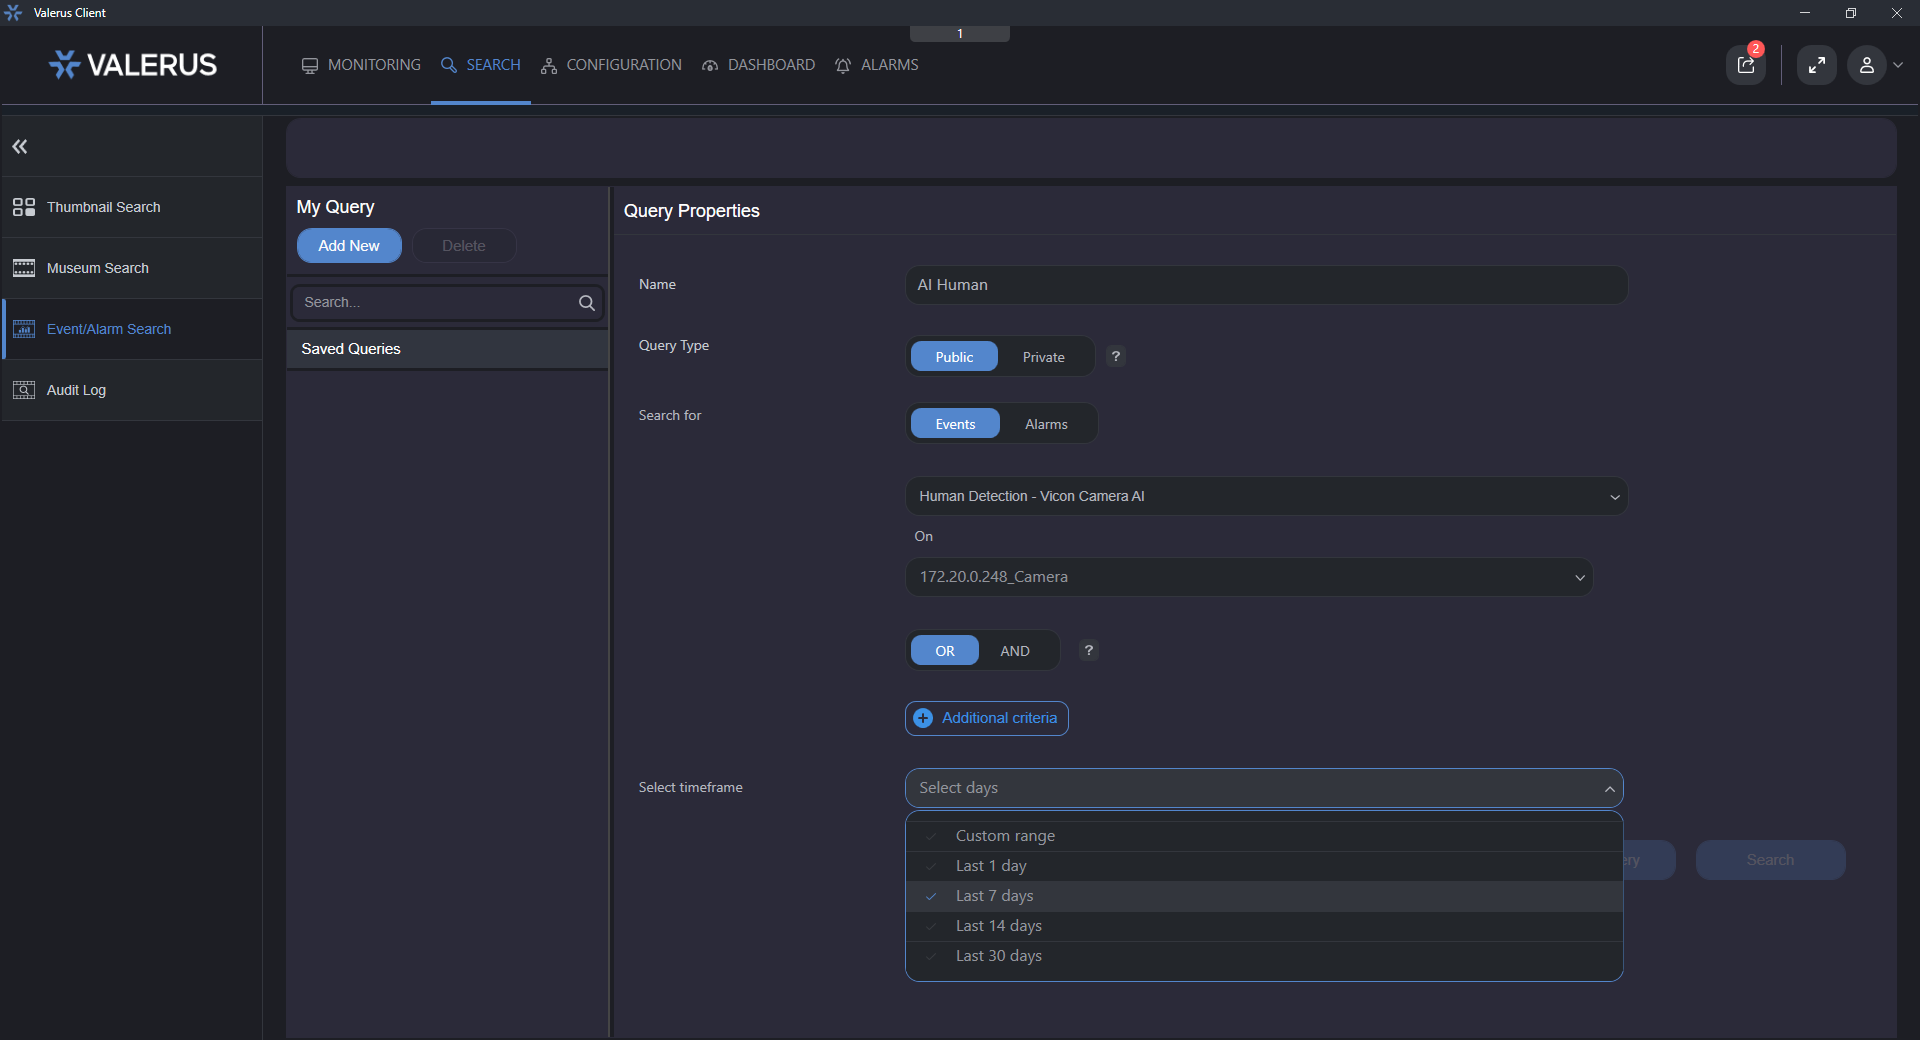 Valerus Client
1
VALERUS
MONITORING
SEARCH
CONFIGURATION
DASHBOARD
ALARMS
2
Thumbnail Search
Museum Search
Event/Alarm Search
Audit Log
My Query
Add New
Delete
Search...
Saved Queries
Query Properties
Name
AI Human
Query Type
Public
Private
?
Search for
Events
Alarms
Human Detection - Vicon Camera AI
On
172.20.0.248_Camera
OR
AND
?
Additional criteria
Select timeframe
Select days
Custom range
Last 1 day
Last 7 days
Last 14 days
Last 30 days
Search